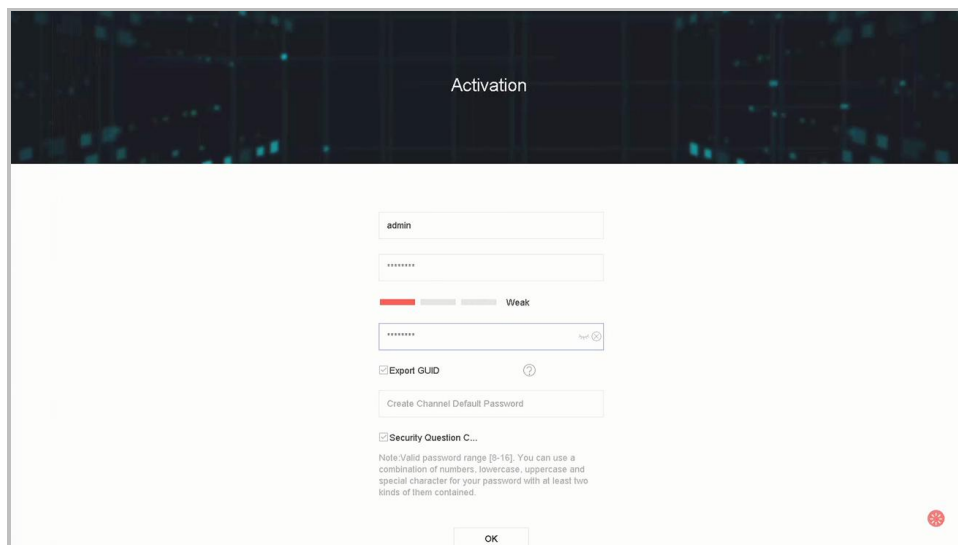 Activation
admin
********
Weak
********
Export GUID
Create Channel Default Password
Security Question C...
Note:Valid password range [8-16]. You can use a
combination of numbers, lowercase, uppercase and
special character for your password with at least two
kinds of them contained.
OK